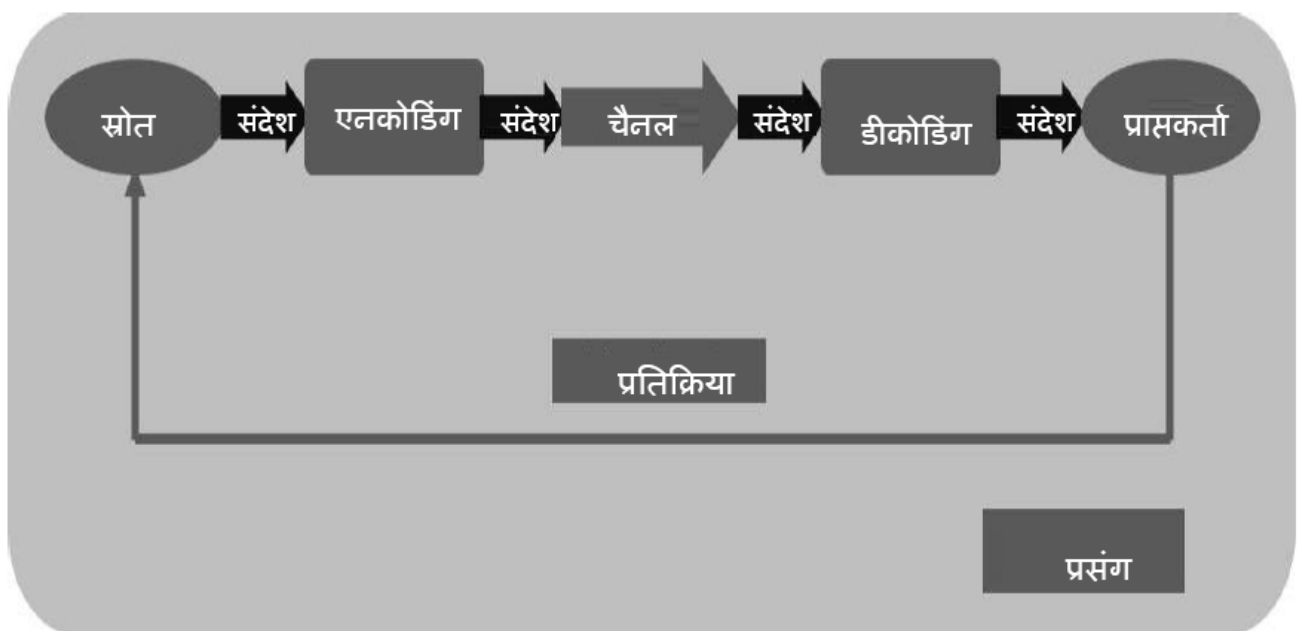 स्रोत
संदेश
एनकोडिंग
संदेश
चैनल
संदेश
डीकोडिंग
संदेश
प्राप्तकर्ता
प्रतिक्रिया
प्रसंग